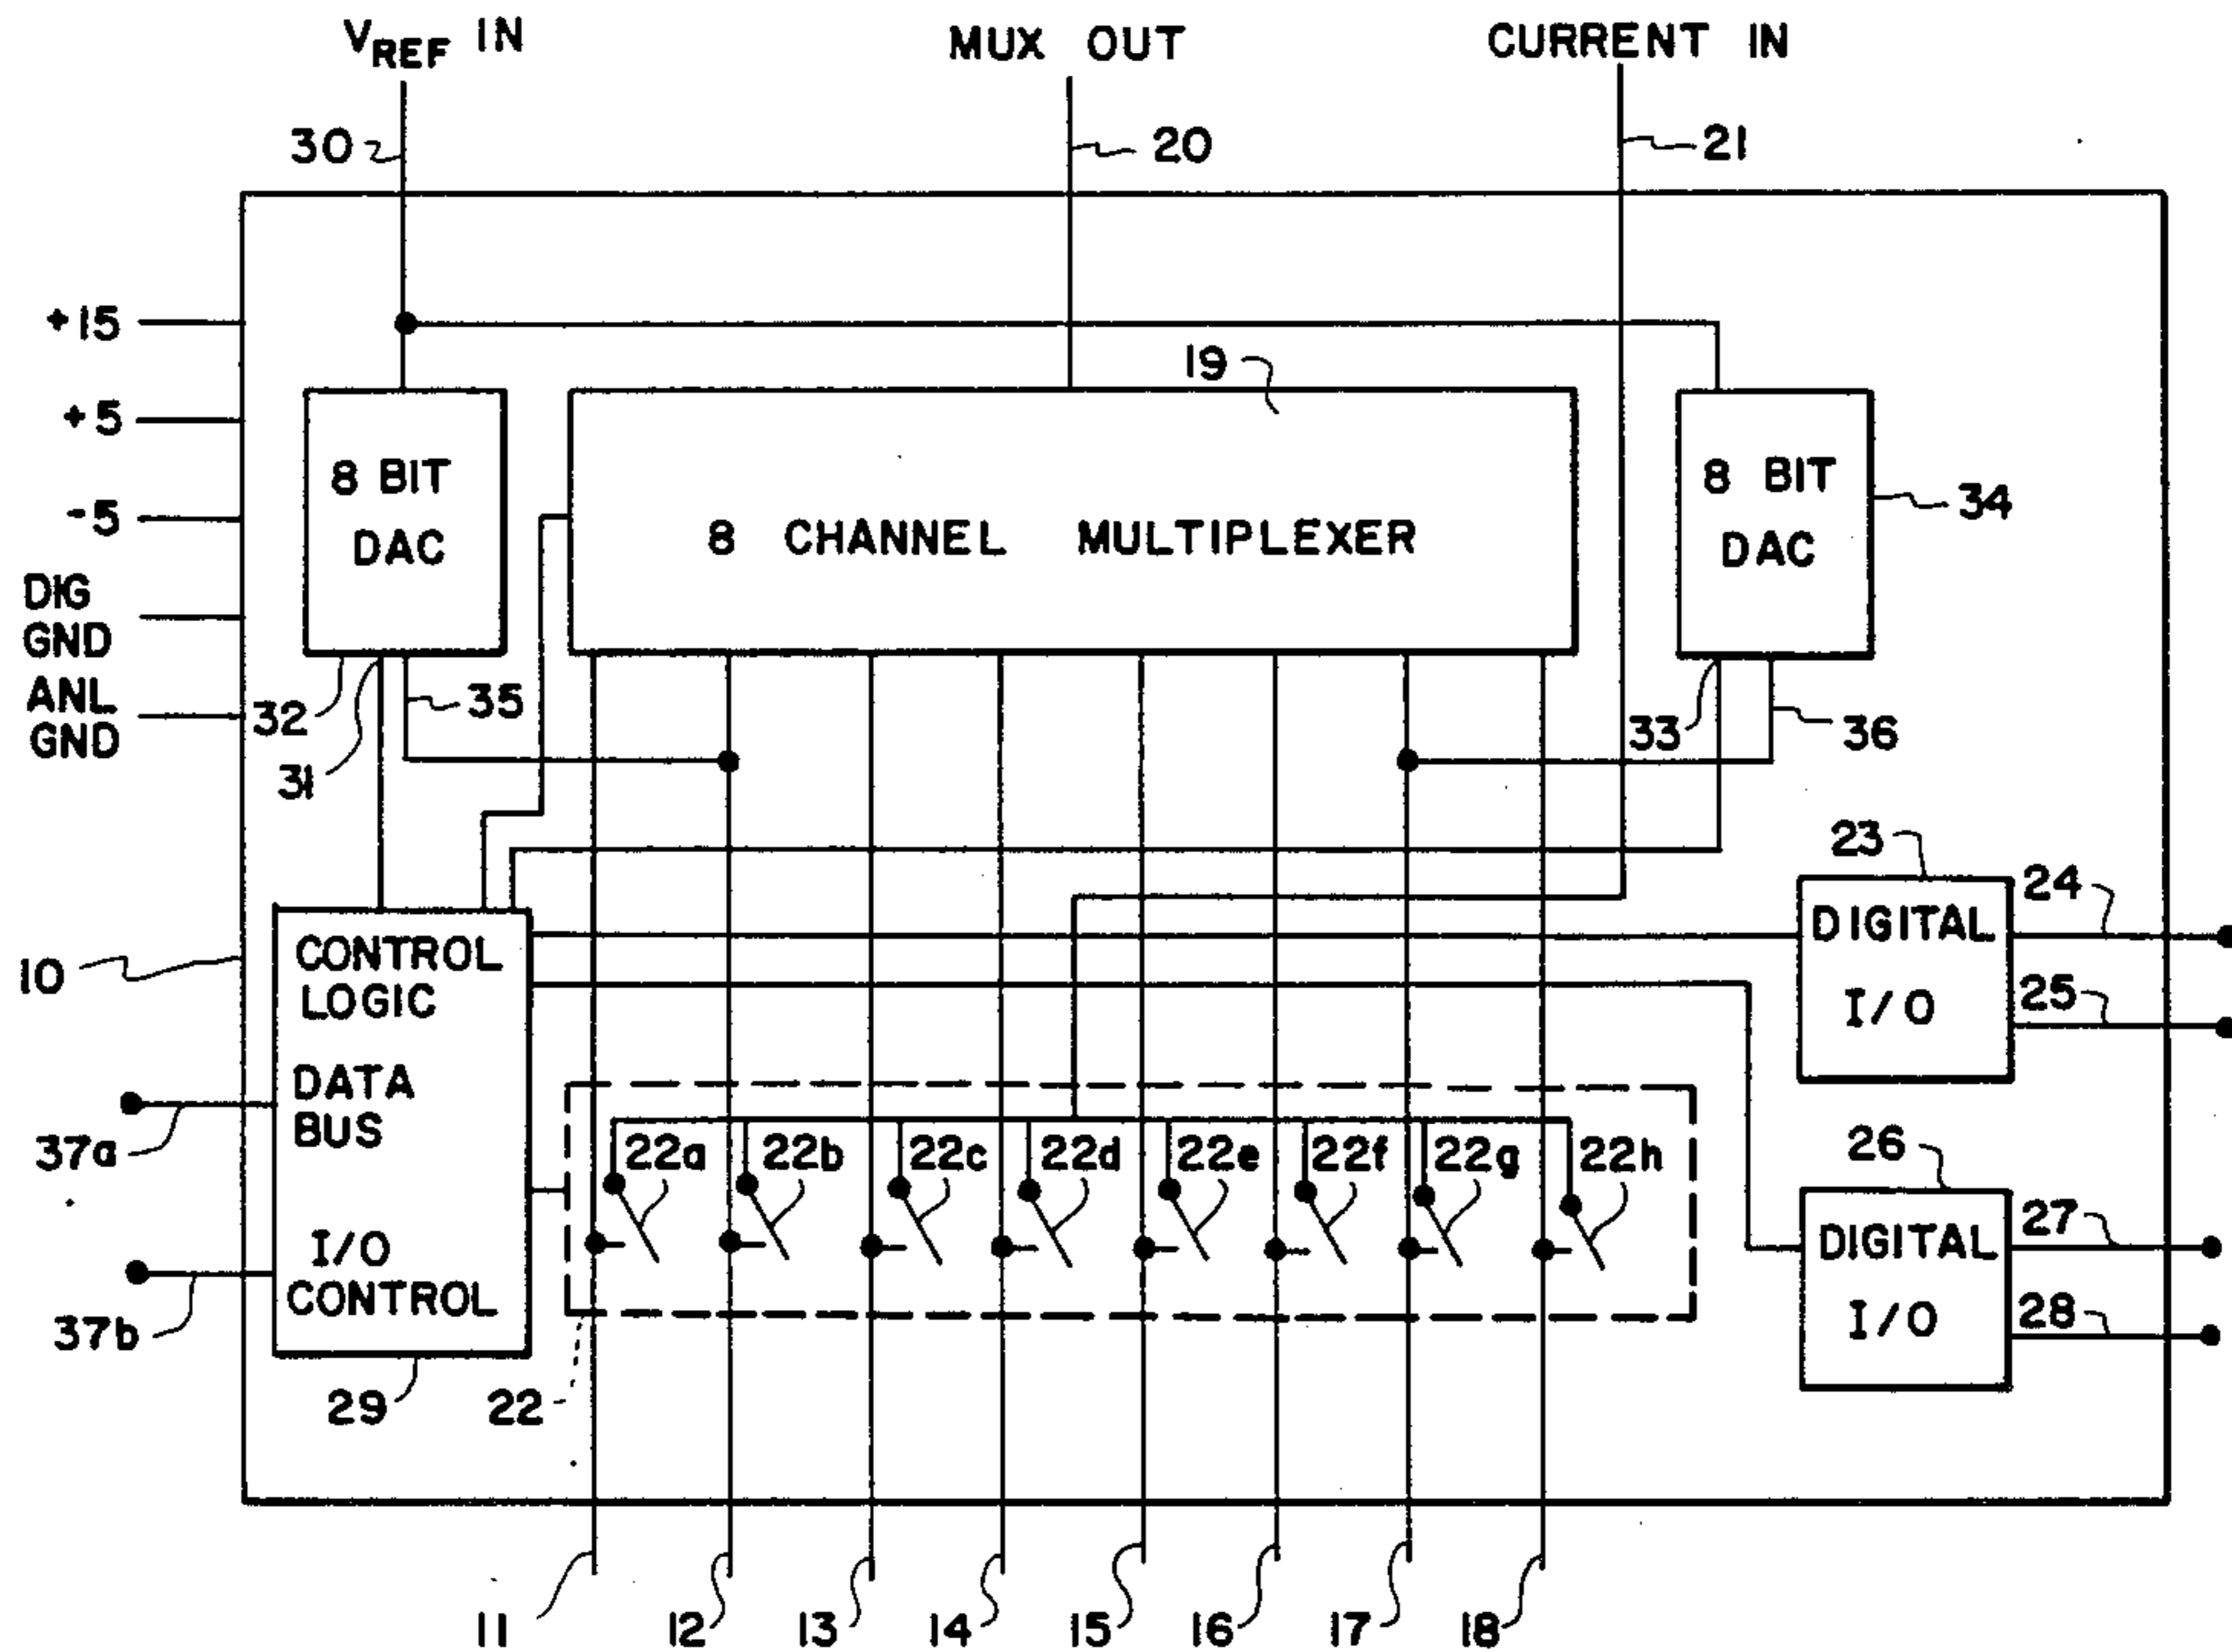 VREF IN
MUX OUT
CURRENT IN
30
20
21
+15
19
+5
8 BIT
DAC
8 CHANNEL MULTIPLEXER
8 BIT
DAC
34
-5
DIG
GND
ANL
GND
32
35
31
33
36
23
24
10
CONTROL
LOGIC
DATA
BUS
I/O
CONTROL
DIGITAL
I/O
25
37a
37b
22a
22b
22c
22d
22e
22f
22g
22h
26
DIGITAL
I/O
27
28
29
22
11
12
13
14
15
16
17
18